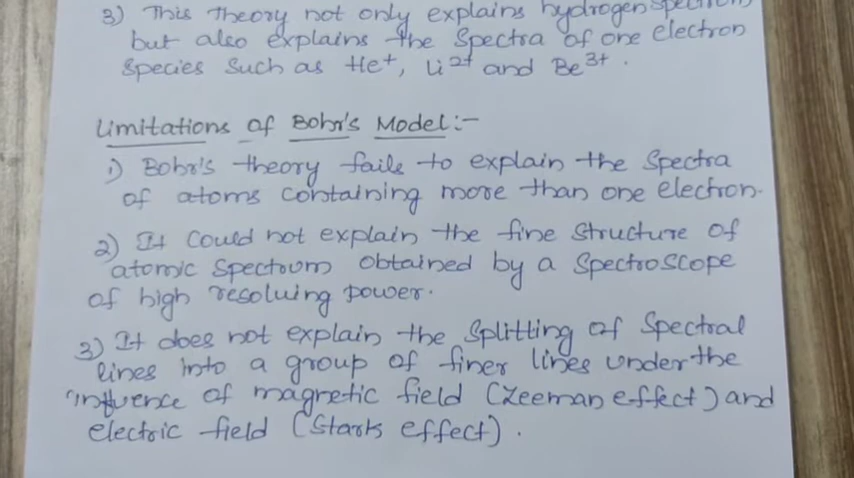 3) This theory not only explains hydrogen spectrum
but also explains the Spectra of one electron
Species Such as He+, Li2+ and Be3+.
Limitations of Bohr's Model:-
1) Bohr's theory fails to explain the Spectra
of atoms containing more than one electron.
2) It Could not explain the fine Structure of
atomic Spectrum obtained by a SpectroScope
of high resolving power.
3) It does not explain the Splitting of Spectral
lines into a group of finer lines under the
influence of magnetic field (Zeeman effect) and
electric field (Starks effect).